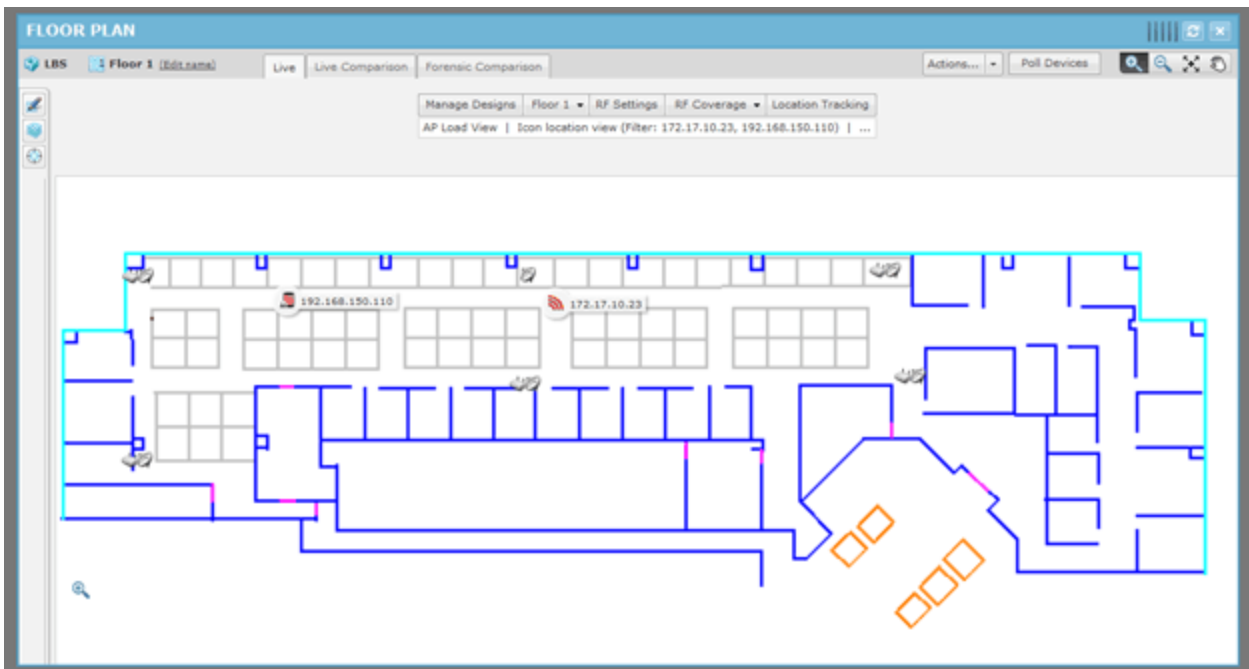 FLOOR PLAN
LBS Floor 1 (Edit name) Live Live Comparison Forensic Comparison Actions... Poll Devices
Manage Designs Floor 1 RF Settings RF Coverage Location Tracking
AP Load View | Icon location view (Filter: 172.17.10.23, 192.168.150.110) | ...
192.168.150.110 172.17.10.23